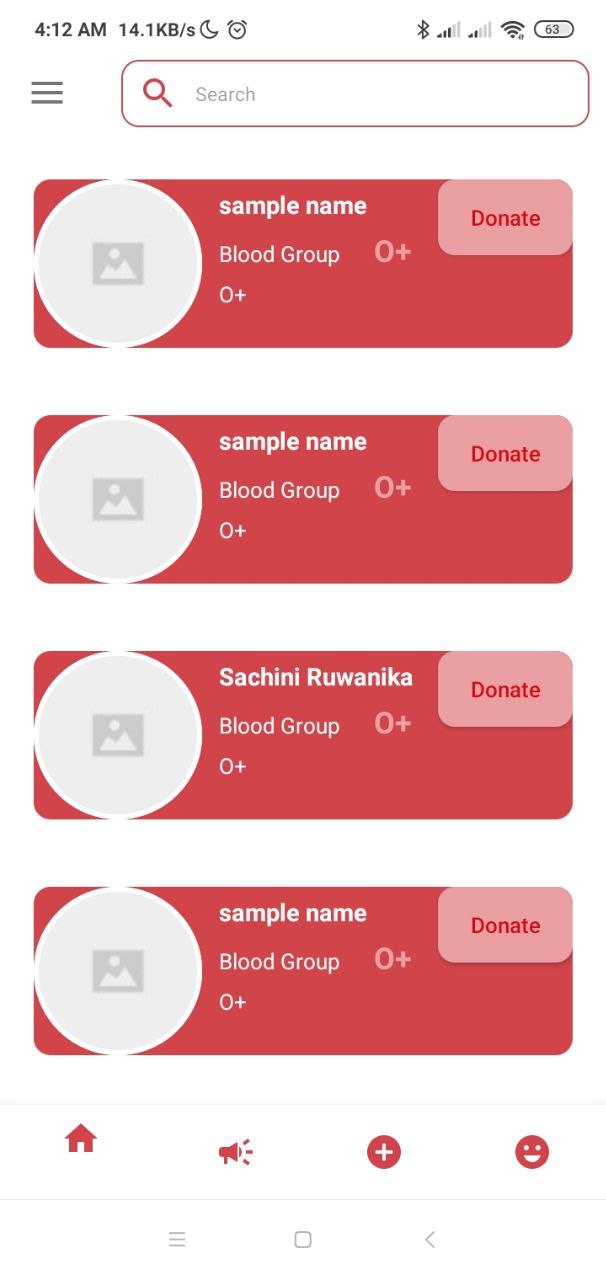 4:12 AM 14.1KB/s 63
Search
sample name
Donate
Blood Group O+
O+
sample name
Donate
Blood Group O+
O+
Sachini Ruwanika
Donate
Blood Group O+
O+
sample name
Donate
Blood Group O+
O+